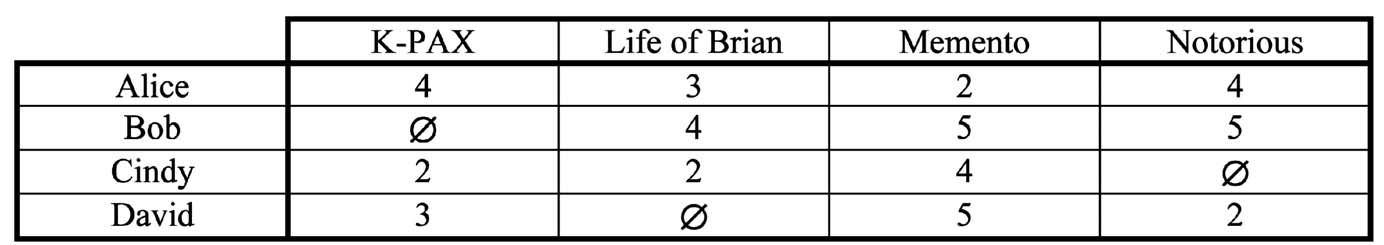 K-PAX Life of Brian Memento Notorious
Alice 4 3 2 4
Bob ∅ 4 5 5
Cindy 2 2 4 ∅
David 3 ∅ 5 2